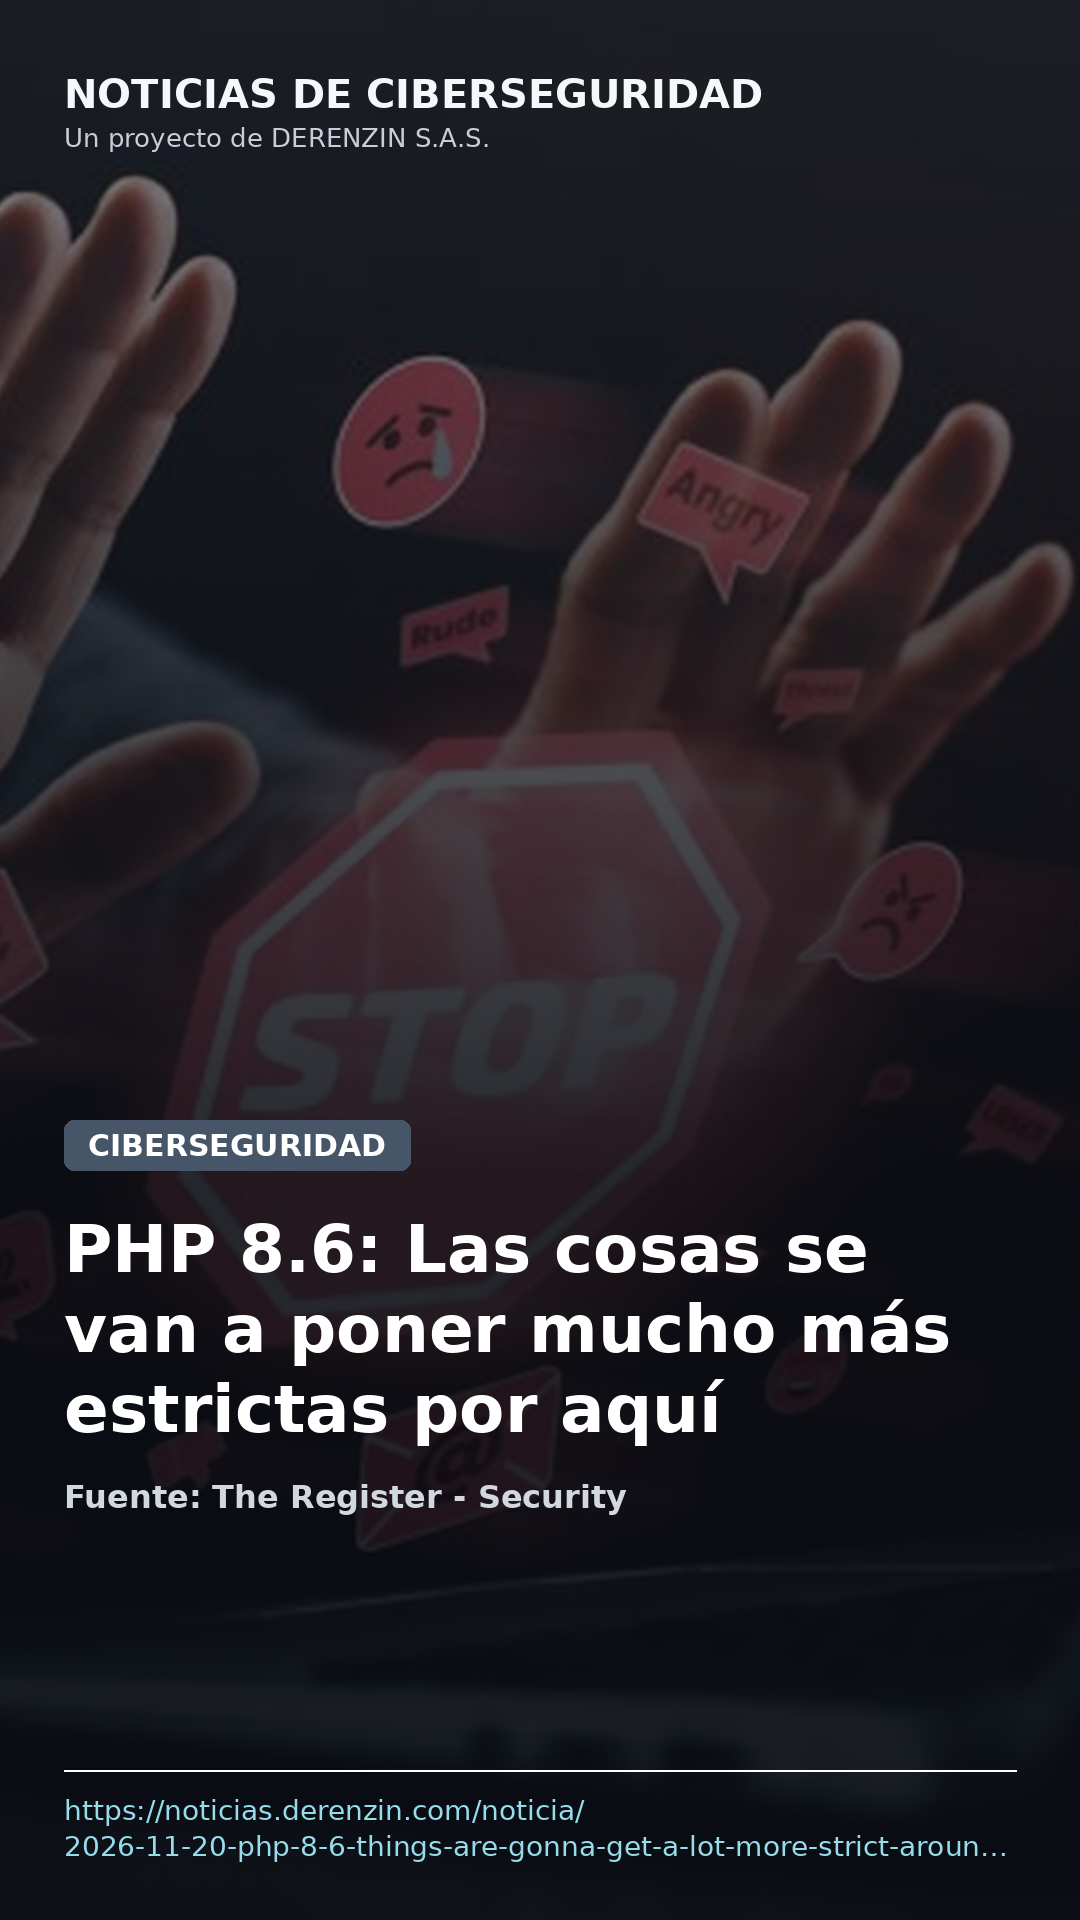 NOTICIAS DE CIBERSEGURIDAD
Un proyecto de DERENZIN S.A.S.
Angry
Rude
Threat
STOP
LOSER
CIBERSEGURIDAD
PHP 8.6: Las cosas se
van a poner mucho más
estrictas por aquí
@
Fuente: The Register - Security
https://noticias.derenzin.com/noticia/
2026-11-20-php-8-6-things-are-gonna-get-a-lot-more-strict-aroun...